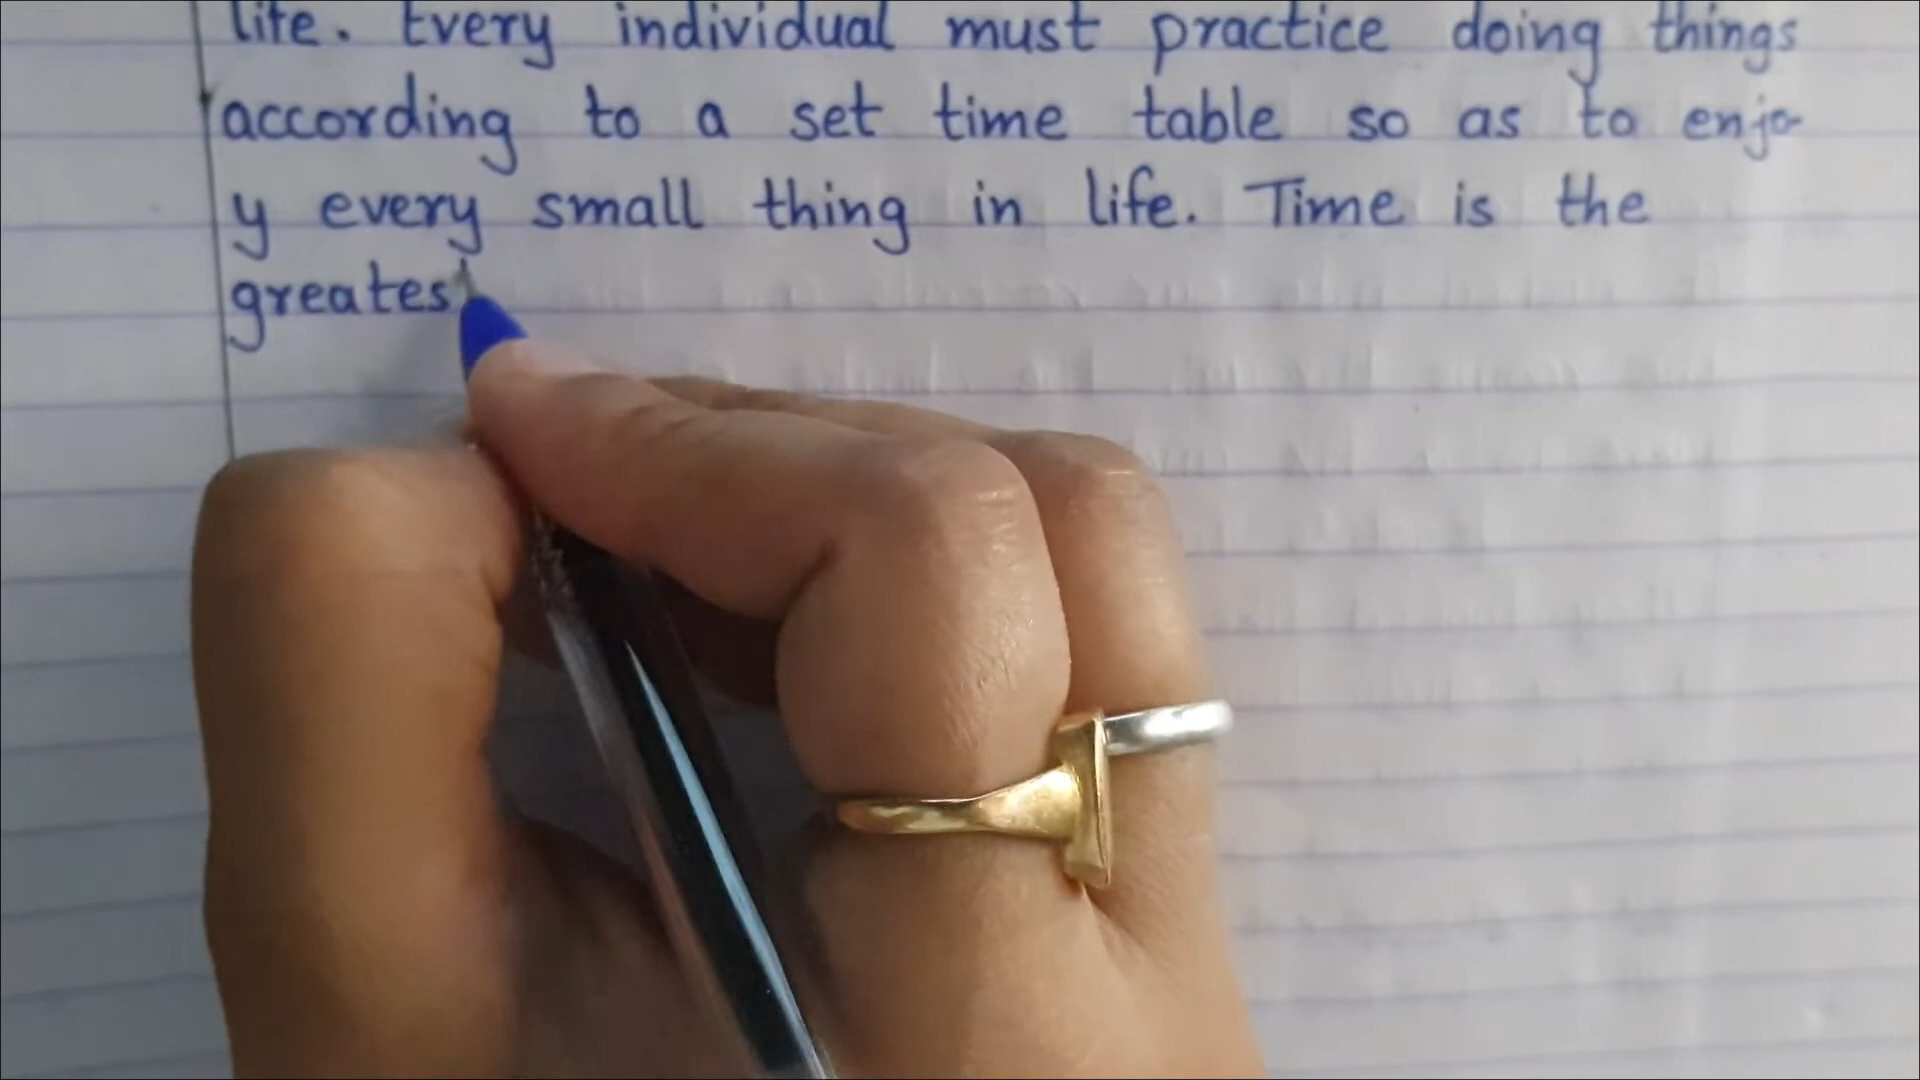 life. Every individual must practice doing things
according to a set time table so as to enjo-
y every small thing in life. Time is the
greates